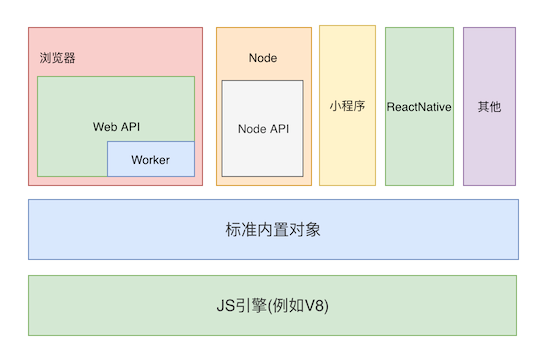 浏览器
Web API
Worker
Node
Node API
小程序
ReactNative
其他
标准内置对象
JS引擎(例如V8)